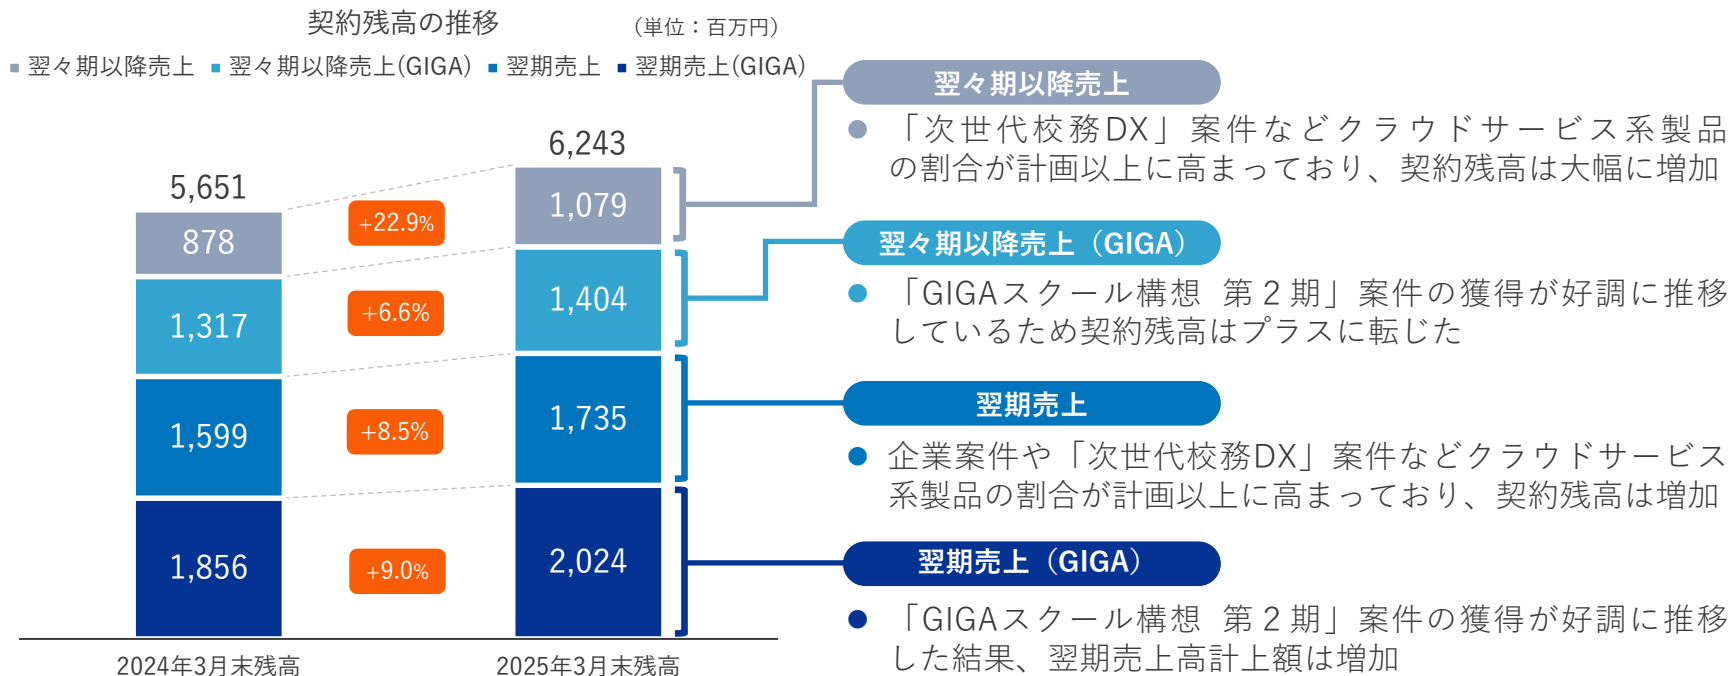 契約残高の推移
（単位：百万円）
翌々期以降売上 翌々期以降売上(GIGA) 翌期売上 翌期売上(GIGA)
5,651
878
1,317
1,599
1,856
2024年3月末残高
+22.9%
+6.6%
+8.5%
+9.0%
6,243
1,079
1,404
1,735
2,024
2025年3月末残高
翌々期以降売上
● 「次世代校務DX」案件などクラウドサービス系製品
の割合が計画以上に高まっており、契約残高は大幅に増加
翌々期以降売上（GIGA）
● 「GIGAスクール構想 第２期」案件の獲得が好調に推移
しているため契約残高はプラスに転じた
翌期売上
● 企業案件や「次世代校務DX」案件などクラウドサービス
系製品の割合が計画以上に高まっており、契約残高は増加
翌期売上（GIGA）
● 「GIGAスクール構想 第２期」案件の獲得が好調に推移
した結果、翌期売上高計上額は増加